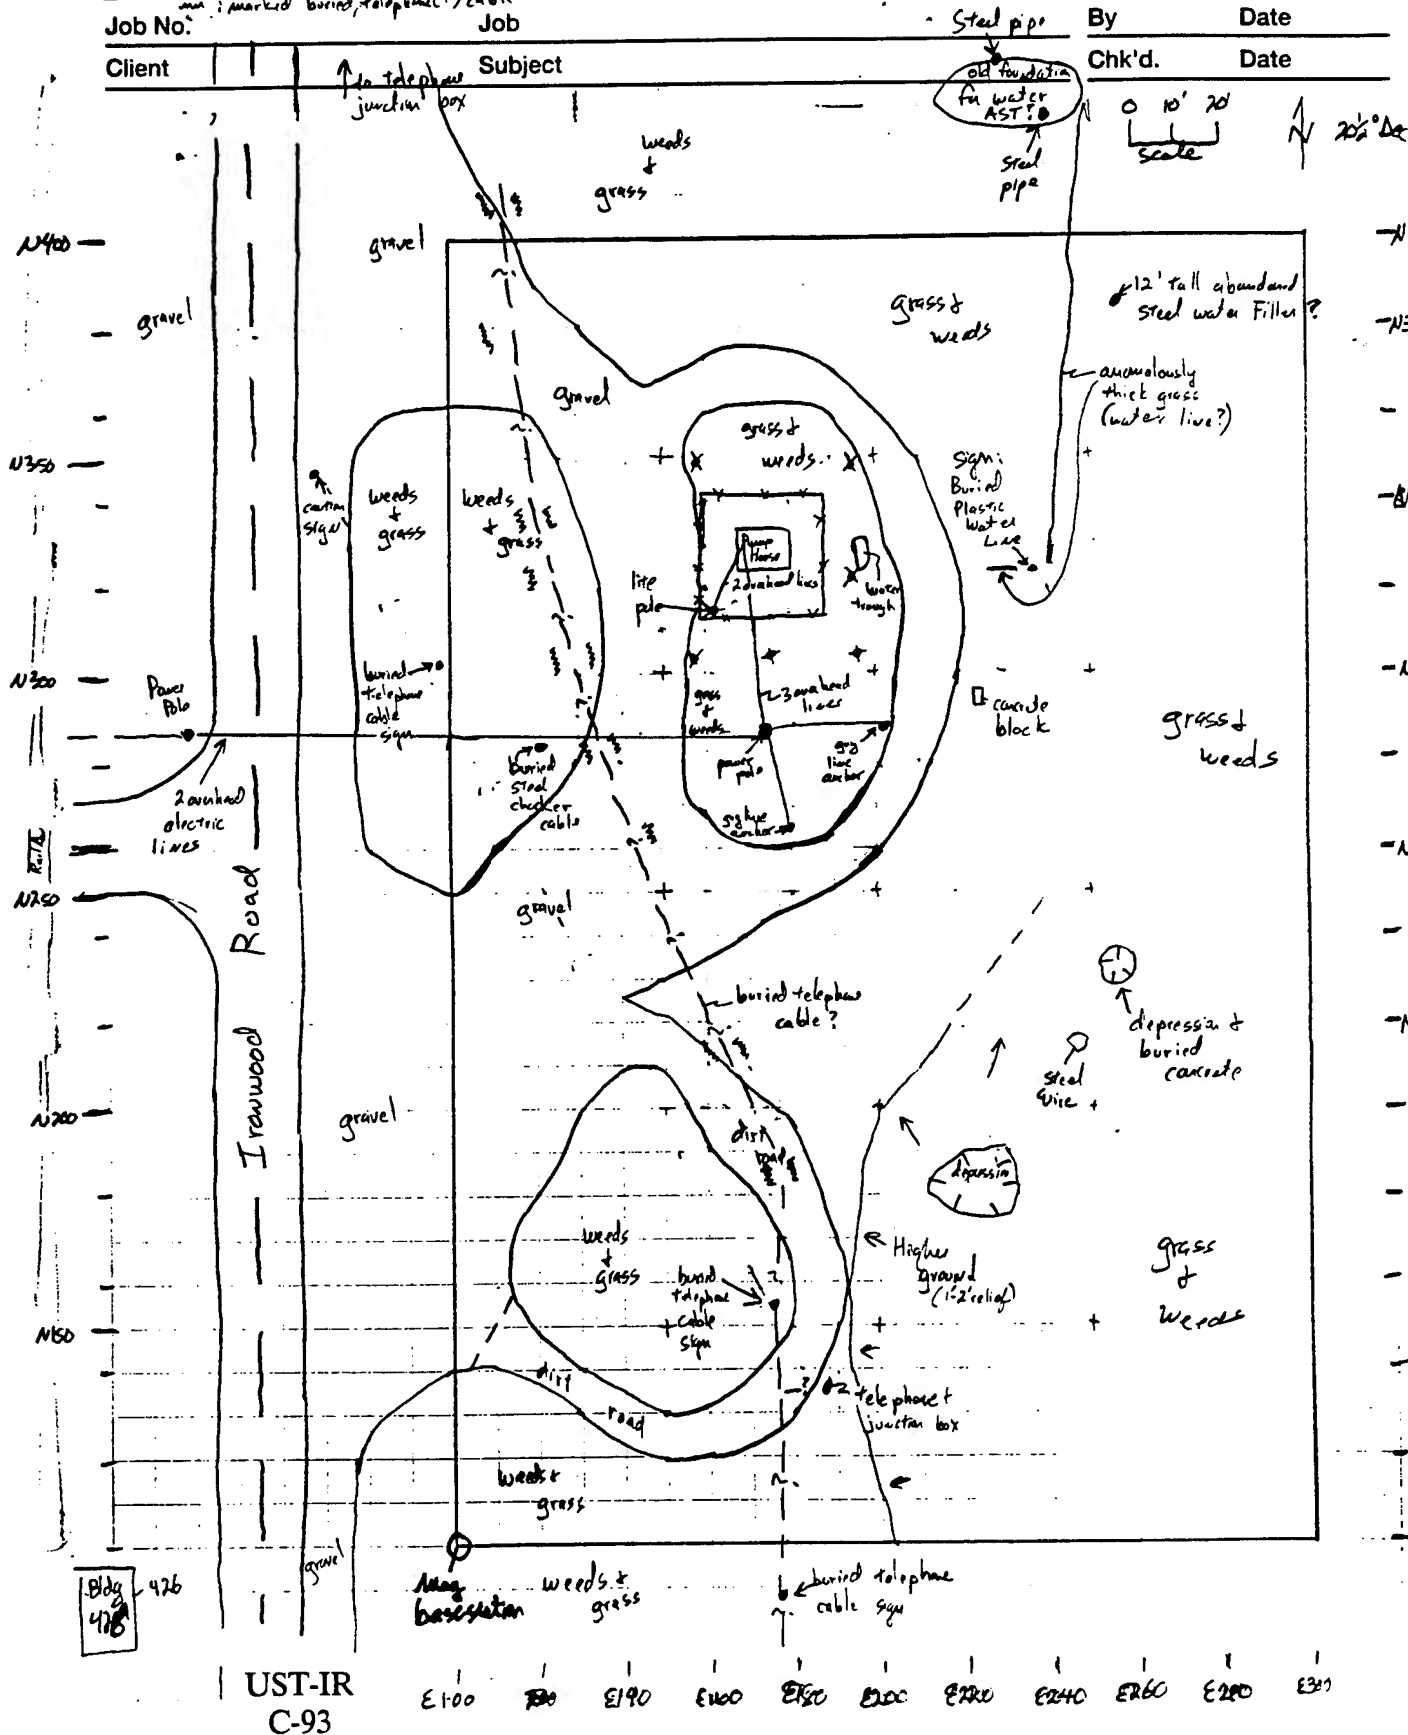 : marked buried, telephone
Job No.
Job
By
Date
Client
Subject
Chk'd.
Date
Steel pipe
old foundation
for water
AST?
steel
pipe
0 10' 20'
scale
N
to telephone
junction box
weeds
&
grass
N400
gravel
gravel
grass &
weeds
12' tall abandoned
steel water Filler?
gravel
anomolously
thick grass
(water line?)
grass &
weeds
N350
caution
sign
weeds
+
grass
weeds
+
grass
sign:
Buried
Plastic
Water
Line
Pump
House
2 overhead lines
lite
pole
water
trough
N300
Power
Pole
buried
telephone
cable
sign
3 overhead
lines
grass
&
weeds
concrete
block
grass &
weeds
power
pole
guy
line
anchor
buried
steel
checker
cable
guy line
anchor
2 overhead
electric
lines
N250
gravel
Ironwood Road
buried telephone
cable?
depression &
buried
concrete
steel
wire
N200
gravel
dirt
road
depression
weeds
&
grass
Higher
ground
(1'-2' relief)
grass
&
weeds
buried
telephone
cable
sign
N150
dirt
road
telephone
junction box
weeds &
grass
gravel
Bldg
426
Mag
basestation
weeds &
grass
buried telephone
cable sign
UST-IR
C-93
E100
E200
E220
E240
E260
E280
E300